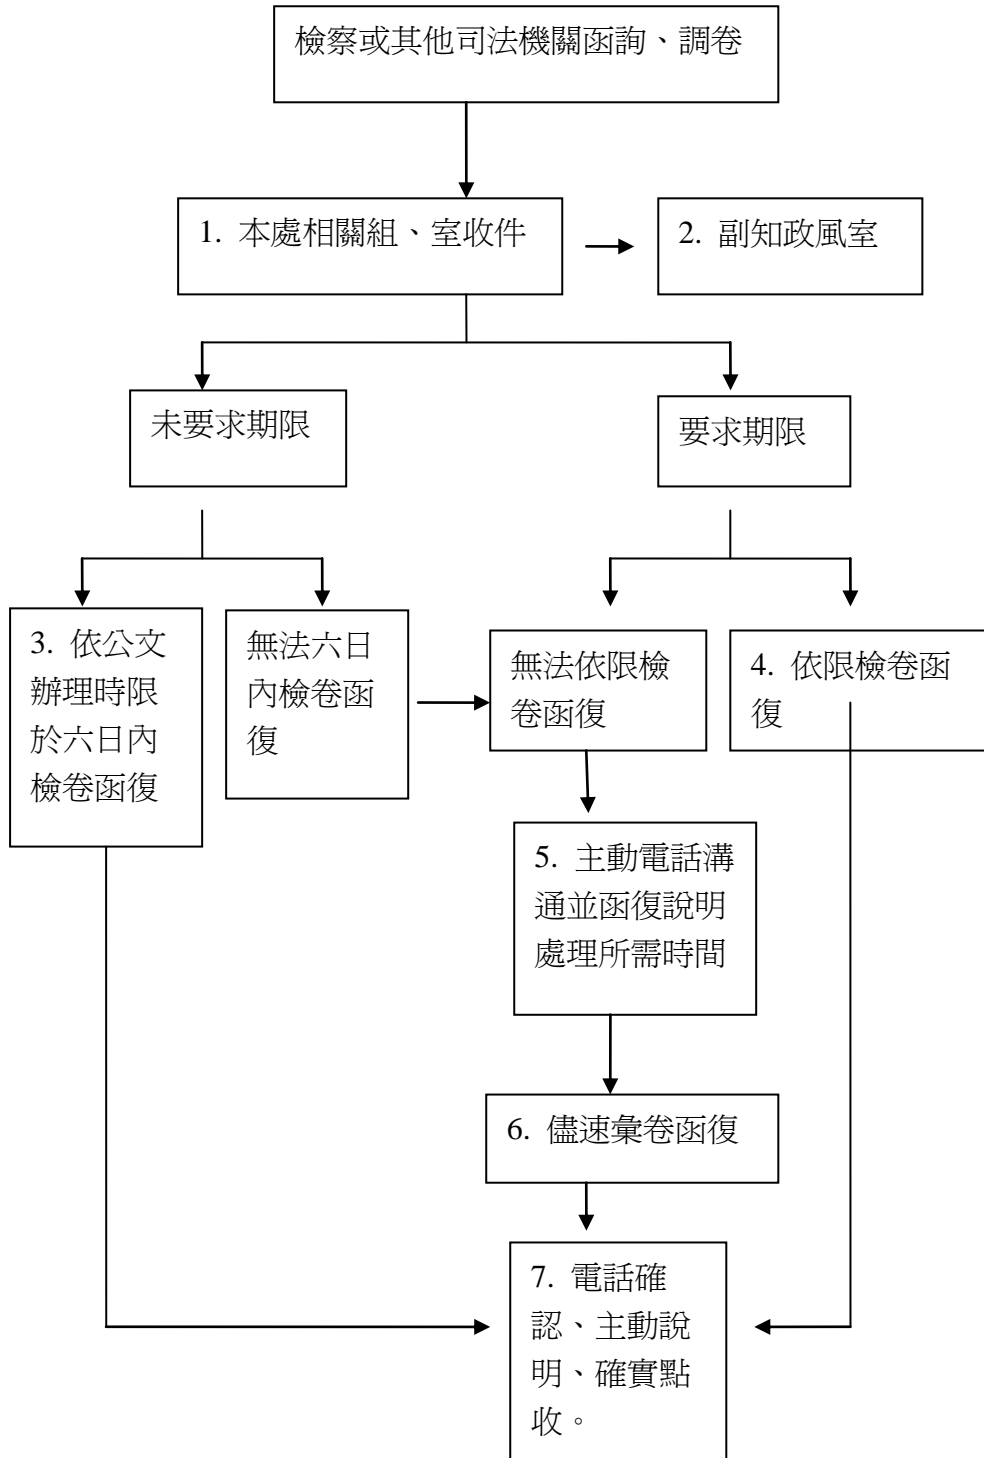 檢察或其他司法機關函詢、調卷
1. 本處相關組、室收件
2. 副知政風室
未要求期限
要求期限
3. 依公文
辦理時限
於六日內
檢卷函復
無法六日
內檢卷函
復
無法依限檢
卷函復
4. 依限檢卷函
復
5. 主動電話溝
通並函復說明
處理所需時間
6. 儘速彙卷函復
7. 電話確
認、主動說
明、確實點
收。